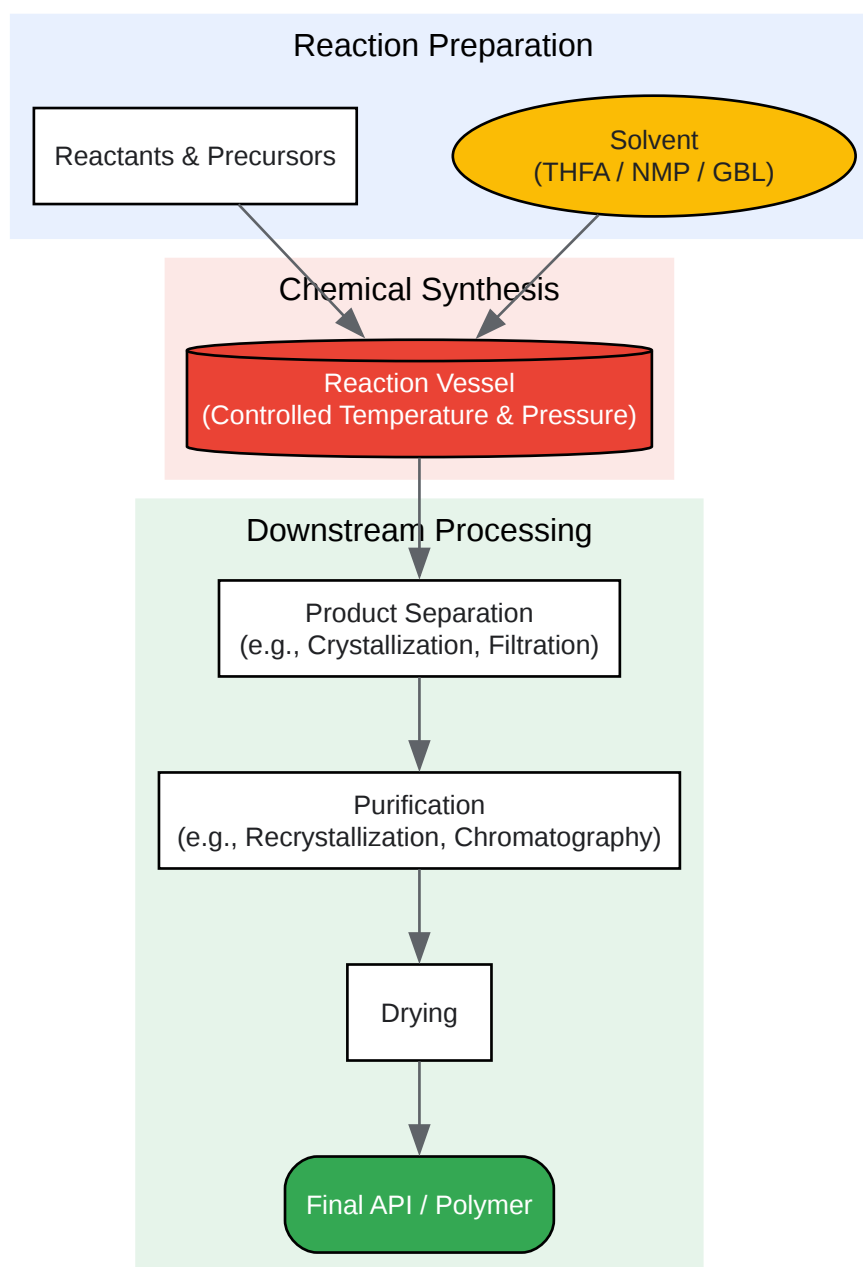 Reaction Preparation
Reactants & Precursors
Solvent
(THFA / NMP / GBL)
Chemical Synthesis
Reaction Vessel
(Controlled Temperature & Pressure)
Downstream Processing
Product Separation
(e.g., Crystallization, Filtration)
Purification
(e.g., Recrystallization, Chromatography)
Drying
Final API / Polymer